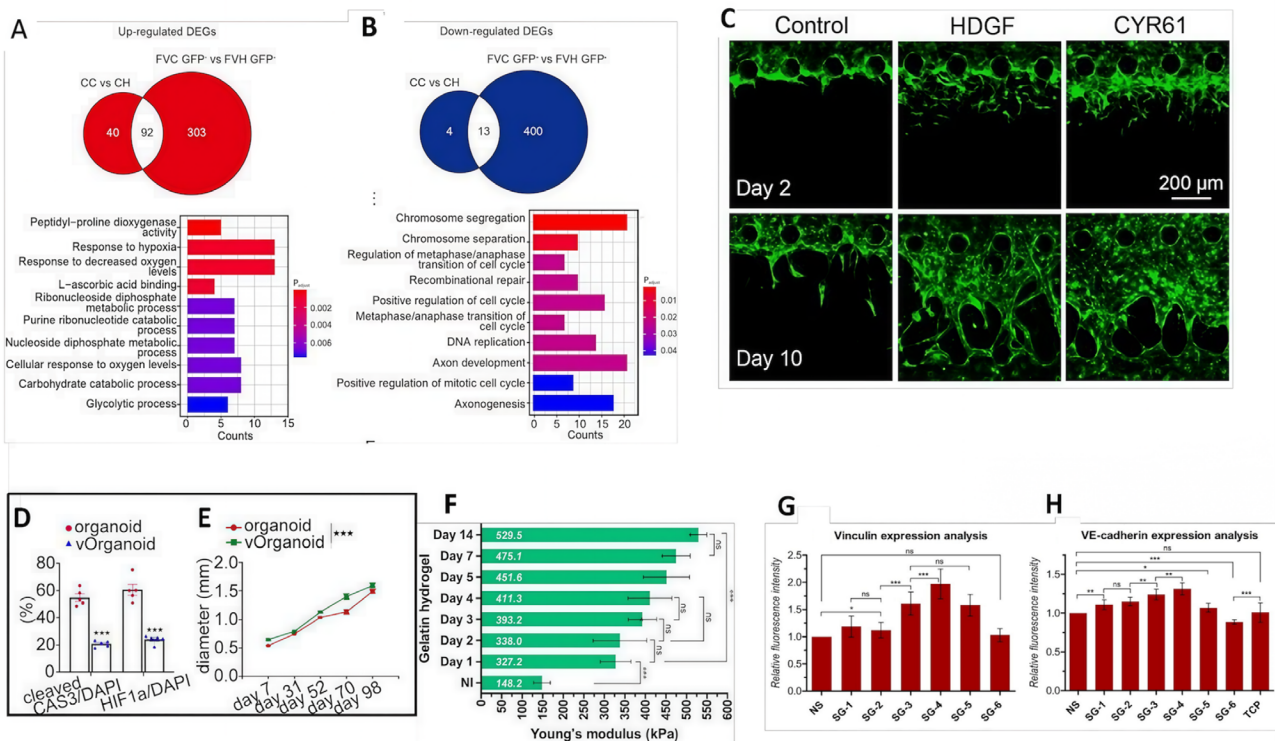 A
Up-regulated DEGs
FVC GFP- vs FVH GFP-
CC vs CH
40
92
303
Peptidyl-proline dioxygenase
activity
Response to hypoxia
Response to decreased oxygen
levels
L-ascorbic acid binding
Ribonucleoside diphosphate
metabolic process
Purine ribonucleotide catabolic
process
Nucleoside diphosphate metabolic
process
Cellular response to oxygen levels
Carbohydrate catabolic process
Glycolytic process
0
5
10
15
Counts
Padjust
0.002
0.004
0.006
B
Down-regulated DEGs
FVC GFP- vs FVH GFP-
CC vs CH
4
13
400
Chromosome segregation
Chromosome separation
Regulation of metaphase/anaphase
transition of cell cycle
Recombinational repair
Positive regulation of cell cycle
Metaphase/anaphase transition of
cell cycle
DNA replication
Axon development
Positive regulation of mitotic cell cycle
Axonogenesis
0
5
10
15
20
Counts
Padjust
0.01
0.02
0.03
0.04
C
Control
HDGF
CYR61
Day 2
200 µm
Day 10
D
organoid
vOrganoid
80
60
40
20
0
(%)
***
***
cleaved
CAS3/DAPI
HIF1a/DAPI
E
organoid
vOrganoid
***
diameter (mm)
2.0
1.5
1.0
0.5
0
day 7
day 31
day 52
day 70
day 98
F
Gelatin hydrogel
Day 14
529.5
Day 7
475.1
Day 5
451.6
Day 4
411.3
Day 3
393.2
Day 2
338.0
Day 1
327.2
NI
148.2
ns
ns
ns
ns
ns
***
***
0
50
100
150
200
250
300
350
400
450
500
550
600
Young's modulus (kPa)
G
Vinculin expression analysis
Relative fluorescence intensity
2.5
2.0
1.5
1.0
0.5
0.0
ns
*
ns
***
***
ns
NS
SG-1
SG-2
SG-3
SG-4
SG-5
SG-6
H
VE-cadherin expression analysis
Relative fluorescence intensity
2.0
1.5
1.0
0.5
0.0
ns
***
*
**
ns
**
**
***
NS
SG-1
SG-2
SG-3
SG-4
SG-5
SG-6
TCP